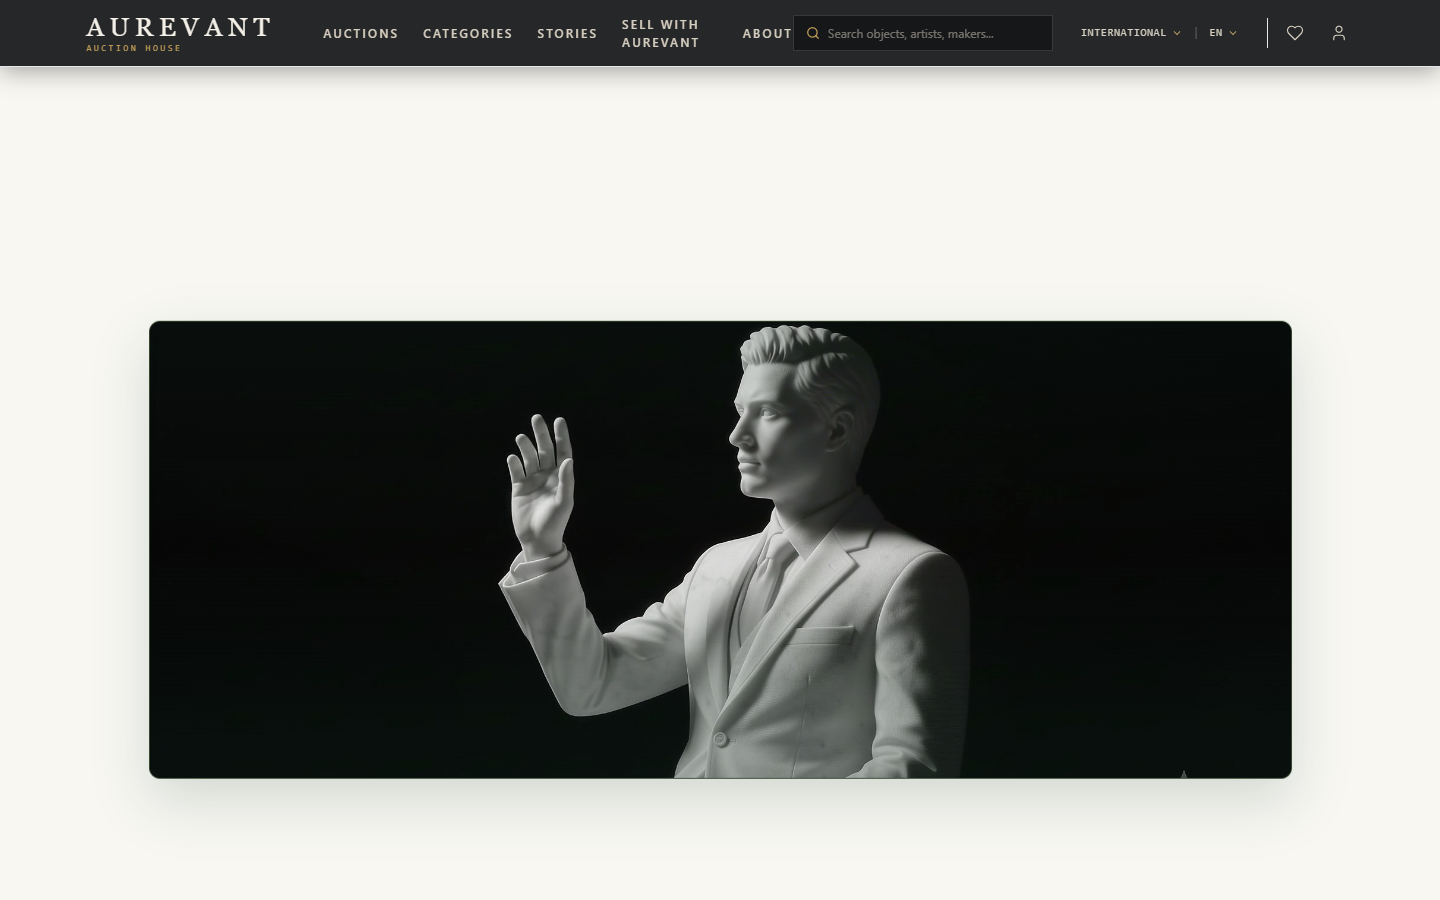 AUREVANT
AUCTION HOUSE
AUCTIONS
CATEGORIES
STORIES
SELL WITH
AUREVANT
ABOUT
Search objects, artists, makers...
INTERNATIONAL
EN